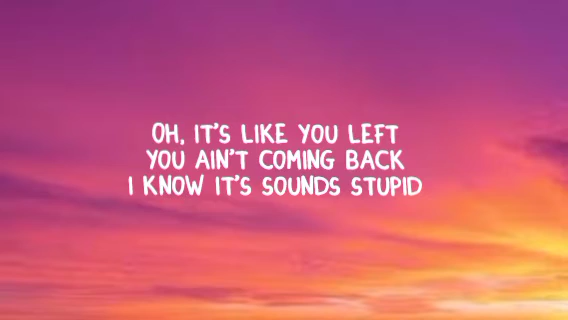 OH, IT'S LIKE YOU LEFT
YOU AIN'T COMING BACK
I KNOW IT'S SOUNDS STUPID